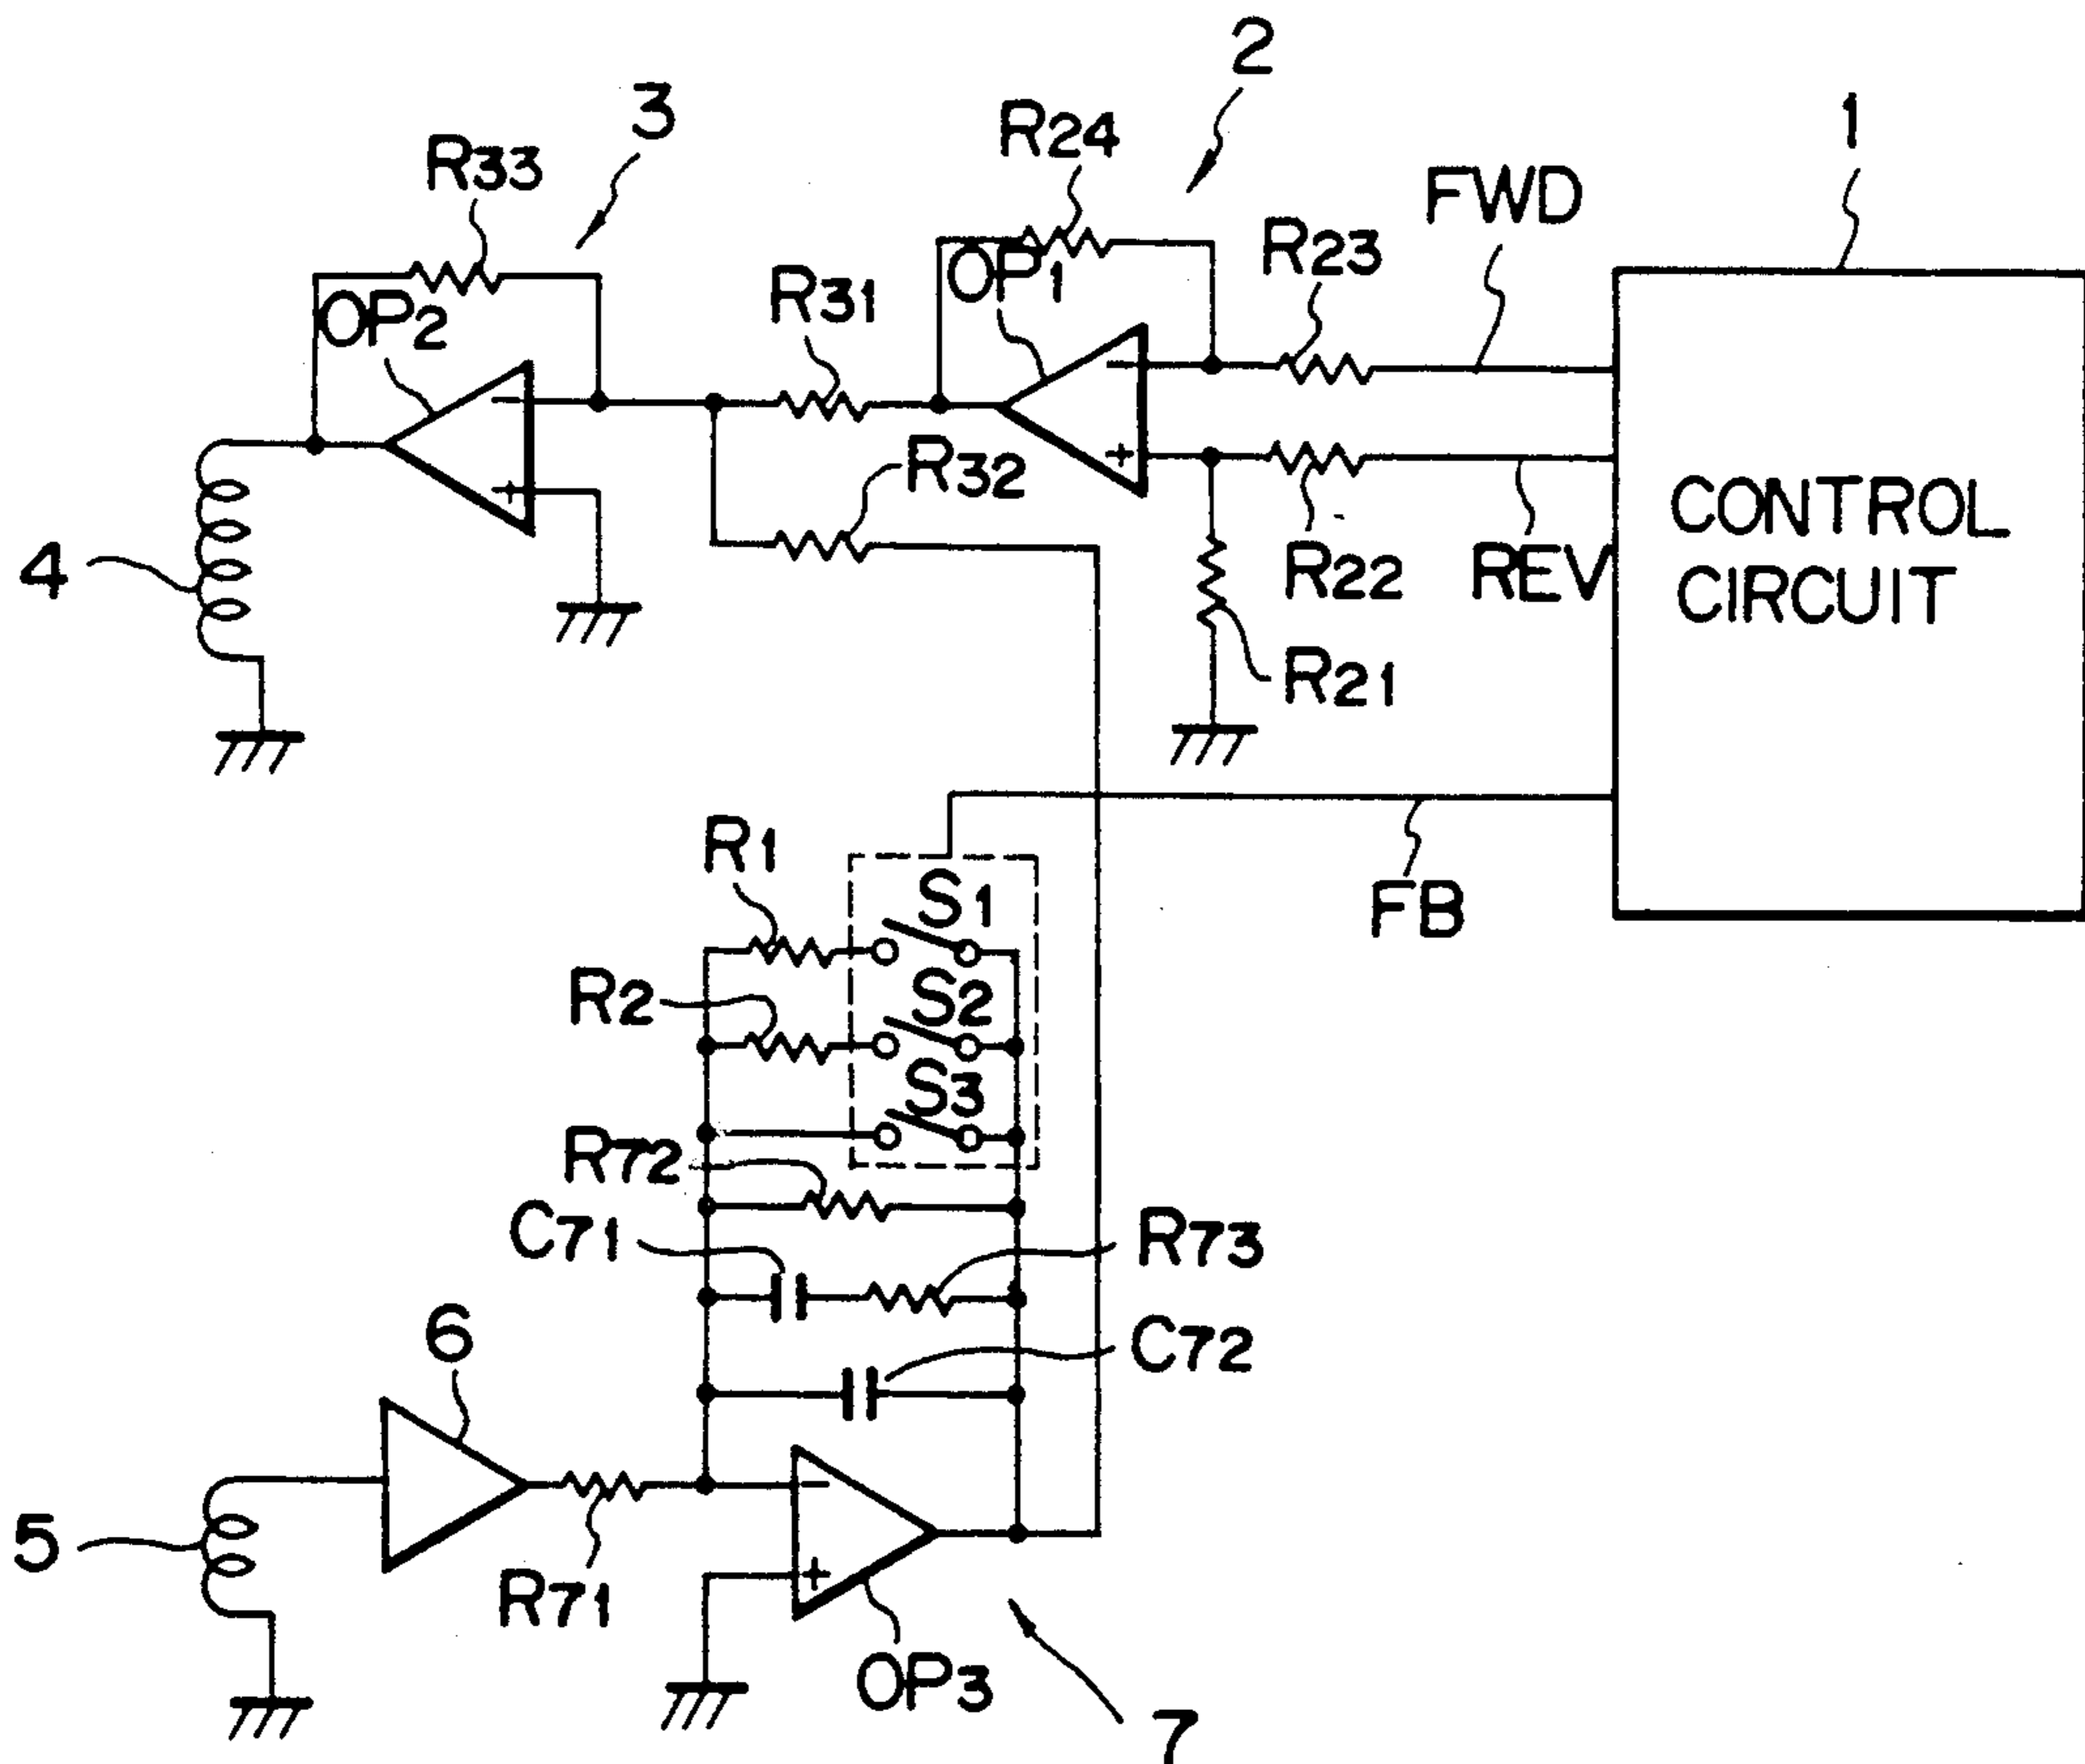 2
3
1
R24
R33
FWD
R23
OP1
R31
OP2
R32
CONTROL
CIRCUIT
4
R22
REV
R21
R1
S1
FB
R2
S2
S3
R72
C71
R73
6
C72
5
R71
OP3
7